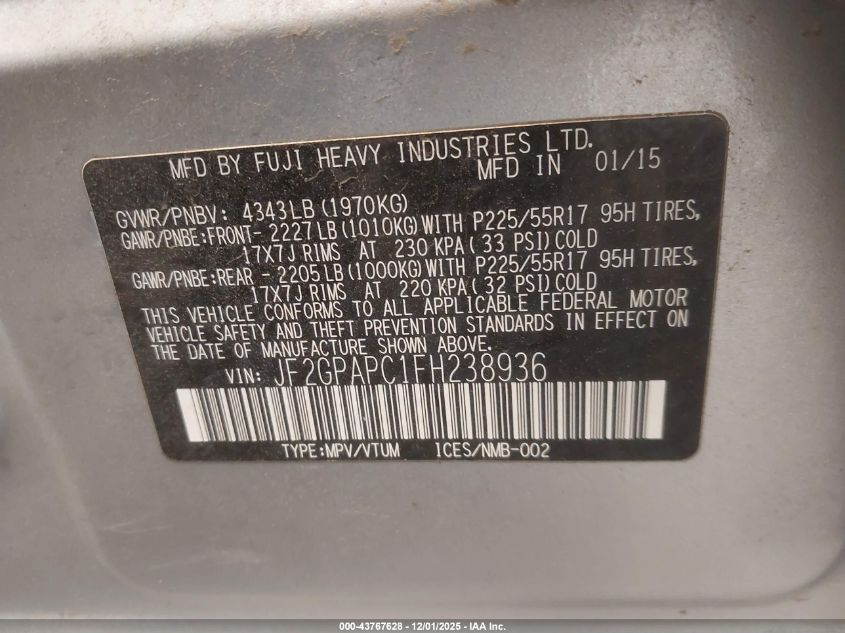 MFD BY FUJI HEAVY INDUSTRIES LTD.
MFD IN 01/15
GVWR/PNBV: 4343LB(1970KG)
GAWR/PNBE:FRONT- 2227LB(1010KG)WITH P225/55R17 95H TIRES,
17X7J RIMS AT 230 KPA(33 PSI)COLD
GAWR/PNBE:REAR - 2205LB(1000KG)WITH P225/55R17 95H TIRES,
17X7J RIMS AT 220 KPA(32 PSI)COLD
THIS VEHICLE CONFORMS TO ALL APPLICABLE FEDERAL MOTOR
VEHICLE SAFETY AND THEFT PREVENTION STANDARDS IN EFFECT ON
THE DATE OF MANUFACTURE SHOWN ABOVE.
VIN: JF2GPAPC1FH238936
TYPE:MPV/VTUM ICES/NMB-002
000-43767628 - 12/01/2025 - IAA Inc.